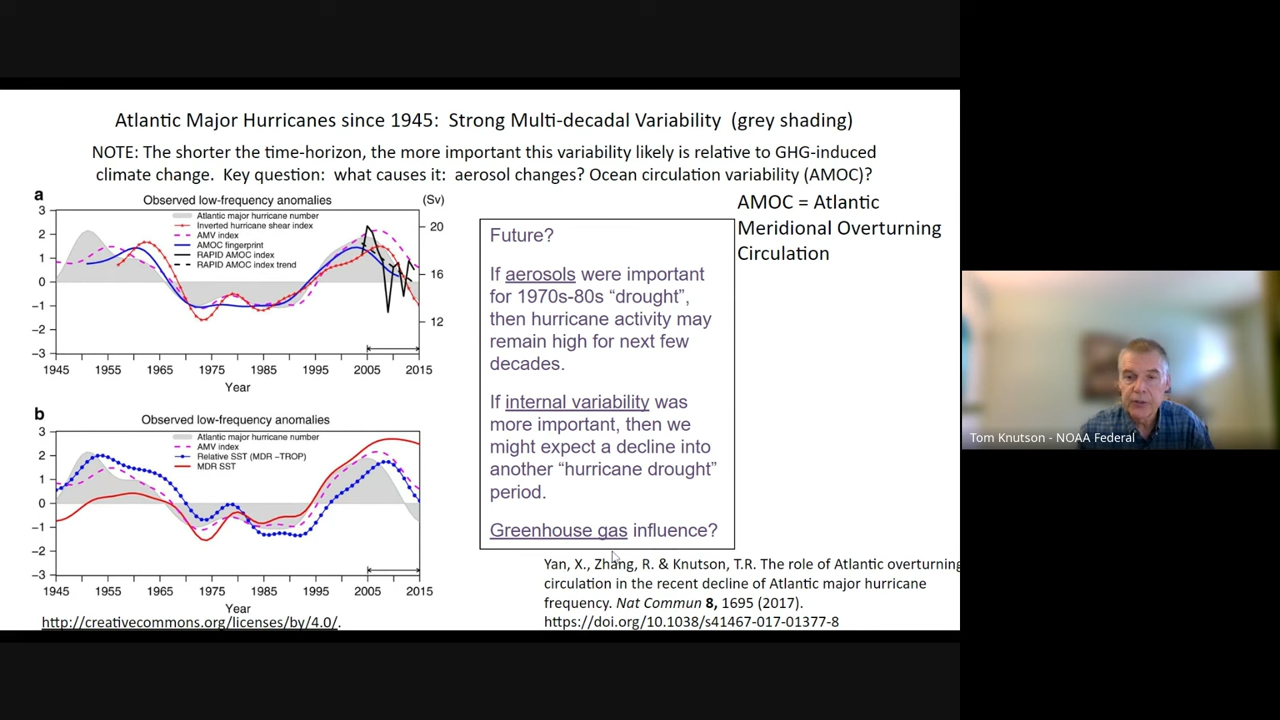 Atlantic Major Hurricanes since 1945: Strong Multi-decadal Variability (grey shading)
NOTE: The shorter the time-horizon, the more important this variability likely is relative to GHG-induced
climate change. Key question: what causes it: aerosol changes? Ocean circulation variability (AMOC)?
AMOC = Atlantic
Meridional Overturning
Circulation
a
Observed low-frequency anomalies
(Sv)
Atlantic major hurricane number
Inverted hurricane shear index
AMV index
AMOC fingerprint
RAPID AMOC index
RAPID AMOC index trend
3
2
1
0
−1
−2
−3
20
16
12
1945 1955 1965 1975 1985 1995 2005 2015
Year
b
Observed low-frequency anomalies
Atlantic major hurricane number
AMV index
Relative SST (MDR −TROP)
MDR SST
3
2
1
0
−1
−2
−3
1945 1955 1965 1975 1985 1995 2005 2015
Year
http://creativecommons.org/licenses/by/4.0/.
Future?
If aerosols were important
for 1970s-80s “drought”,
then hurricane activity may
remain high for next few
decades.
If internal variability was
more important, then we
might expect a decline into
another “hurricane drought”
period.
Greenhouse gas influence?
Yan, X., Zhang, R. & Knutson, T.R. The role of Atlantic overturning
circulation in the recent decline of Atlantic major hurricane
frequency. Nat Commun 8, 1695 (2017).
https://doi.org/10.1038/s41467-017-01377-8
Tom Knutson - NOAA Federal